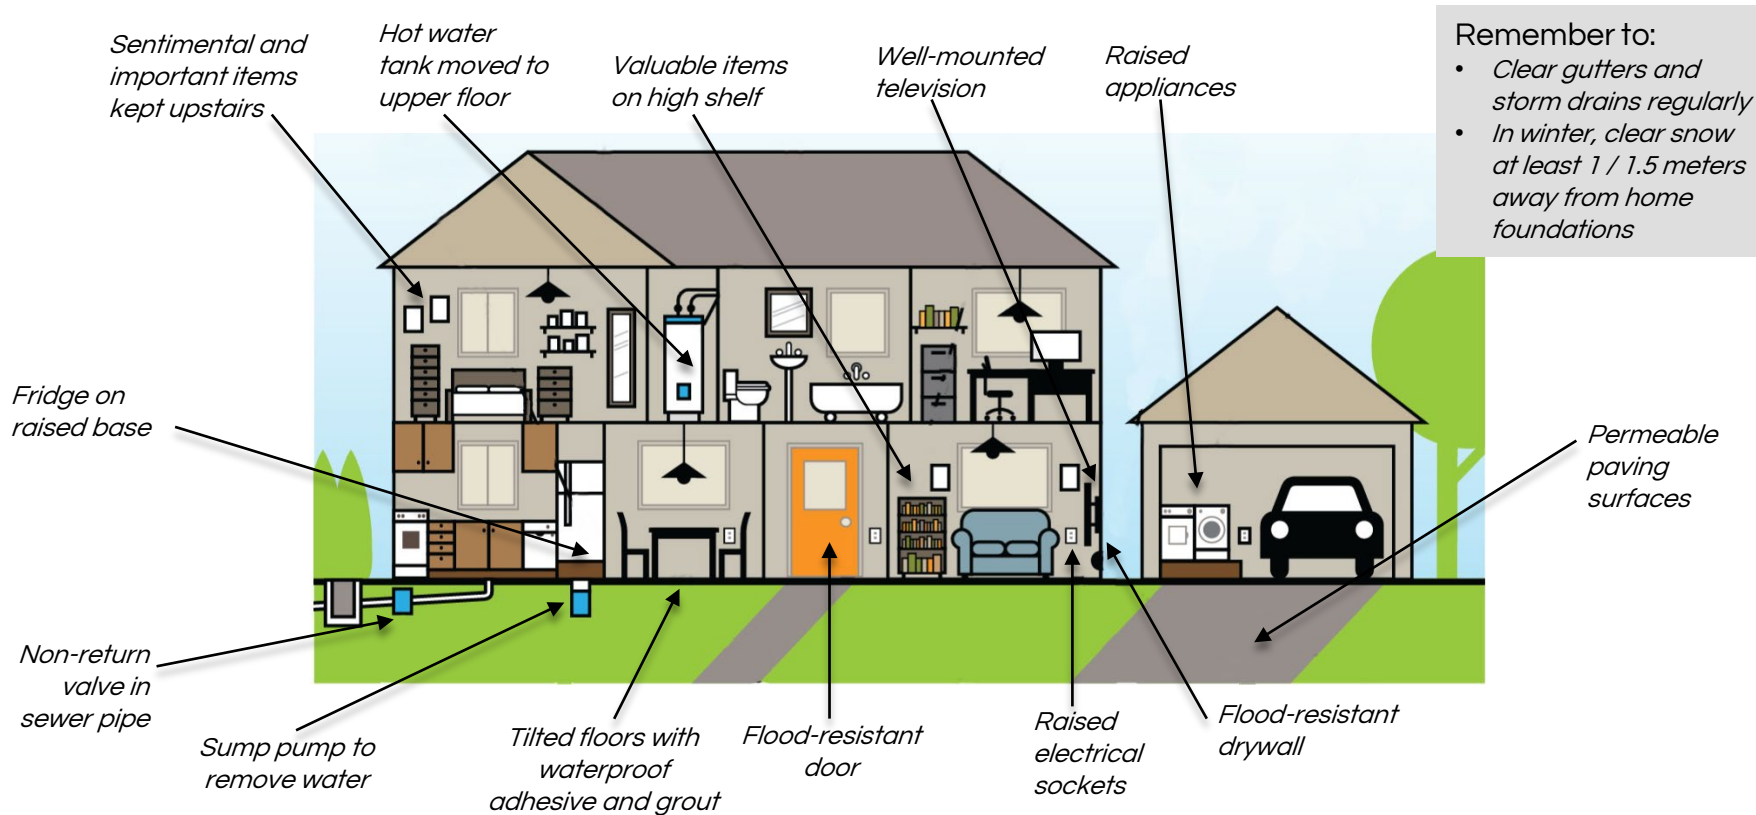 Sentimental and
important items
kept upstairs
Hot water
tank moved to
upper floor
Valuable items
on high shelf
Well-mounted
television
Raised
appliances
Remember to:
• Clear gutters and
storm drains regularly
• In winter, clear snow
at least 1 / 1.5 meters
away from home
foundations
Fridge on
raised base
Permeable
paving
surfaces
Non-return
valve in
sewer pipe
Sump pump to
remove water
Tilted floors with
waterproof
adhesive and grout
Flood-resistant
door
Raised
electrical
sockets
Flood-resistant
drywall